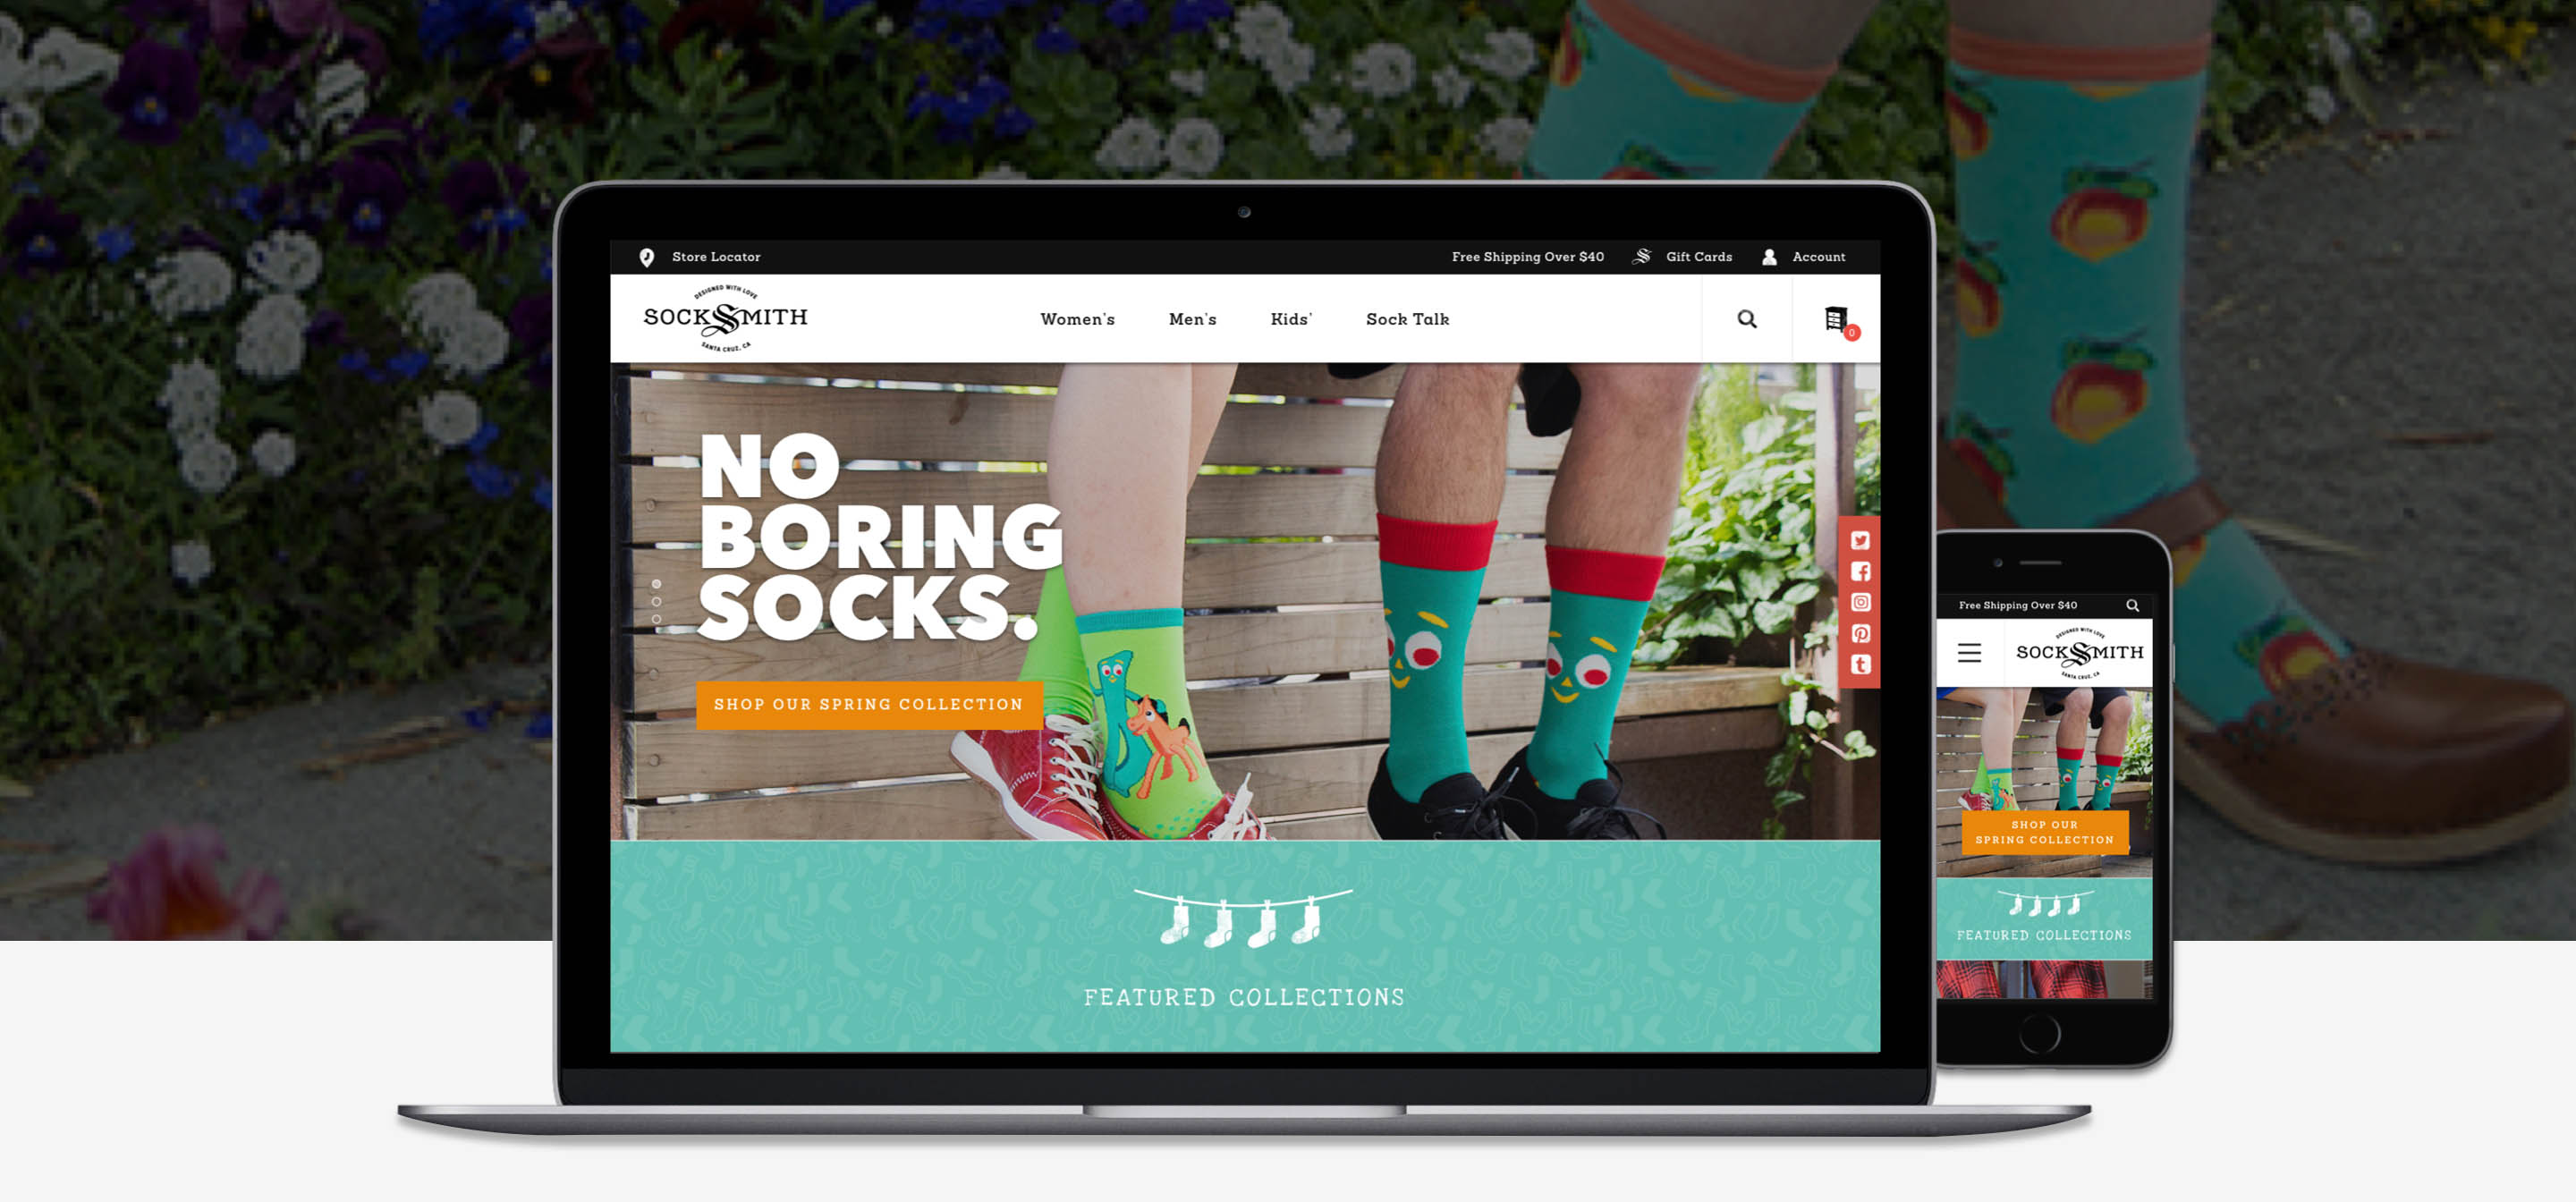 Store Locator
Free Shipping Over $40
Gift Cards
Account
DESIGNED WITH LOVE
SOCKSMITH
SANTA CRUZ, CA
Women's
Men's
Kids'
Sock Talk
0
NO
BORING
SOCKS.
SHOP OUR SPRING COLLECTION
FEATURED COLLECTIONS
Free Shipping Over $40
DESIGNED WITH LOVE
SOCKSMITH
SANTA CRUZ, CA
SHOP OUR
SPRING COLLECTION
FEATURED COLLECTIONS